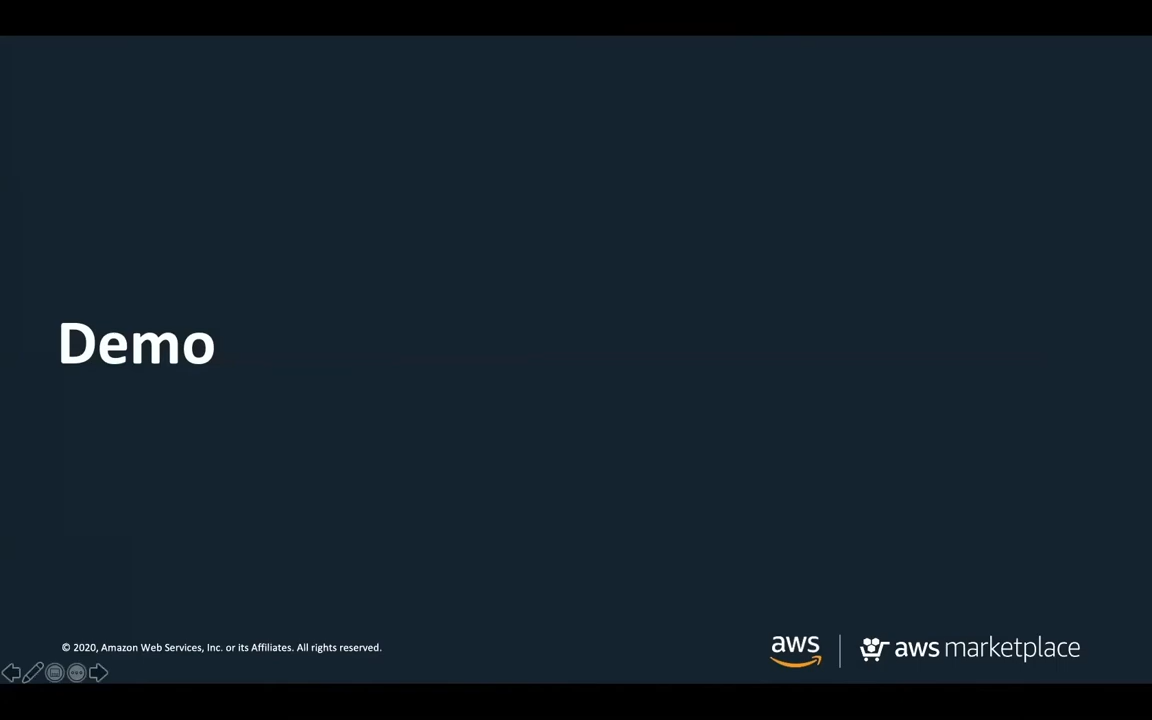 Demo
© 2020, Amazon Web Services, Inc. or its Affiliates. All rights reserved.
aws
aws marketplace